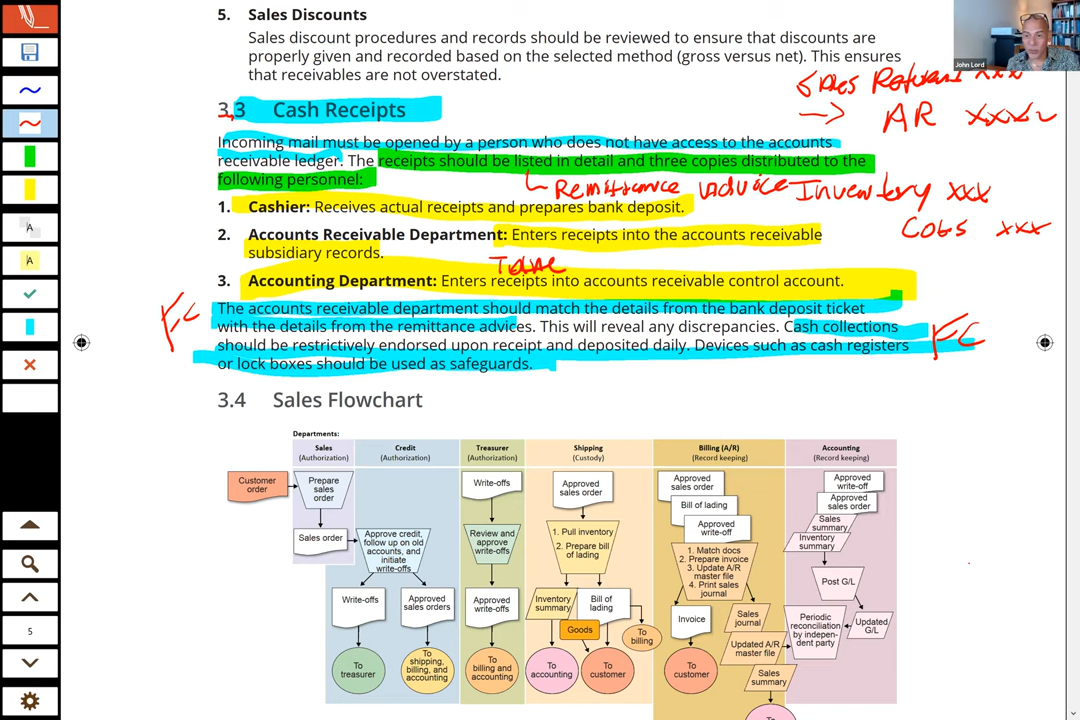 5. Sales Discounts
Sales discount procedures and records should be reviewed to ensure that discounts are
properly given and recorded based on the selected method (gross versus net). This ensures
that receivables are not overstated.
John Lord
Sales Returns xxx
→ AR xxx
3.3 Cash Receipts
Incoming mail must be opened by a person who does not have access to the accounts
receivable ledger. The receipts should be listed in detail and three copies distributed to the
following personnel:
Remittance Advice
Inventory xxx
COGS xxx
1. Cashier: Receives actual receipts and prepares bank deposit.
2. Accounts Receivable Department: Enters receipts into the accounts receivable
subsidiary records.
3. Accounting Department: Enters receipts into accounts receivable control account.
The accounts receivable department should match the details from the bank deposit ticket
with the details from the remittance advices. This will reveal any discrepancies. Cash collections
should be restrictively endorsed upon receipt and deposited daily. Devices such as cash registers
or lock boxes should be used as safeguards.
3.4 Sales Flowchart
Departments:
Sales
(Authorization)
Credit
(Authorization)
Treasurer
(Authorization)
Shipping
(Custody)
Billing (A/R)
(Record keeping)
Accounting
(Record keeping)
Customer
order
Prepare
sales
order
Sales order
Approve credit,
follow up on old
accounts, and
initiate
write-offs
Write-offs
Approved
sales orders
To
treasurer
To
shipping,
billing, and
accounting
Write-offs
Review and
approve
write-offs
Approved
write-offs
To
billing and
accounting
Approved
sales order
1. Pull inventory
2. Prepare bill
of lading
Inventory
summary
Bill of
lading
Goods
To
billing
To
accounting
To
customer
Approved
sales order
Bill of lading
Approved
write-off
1. Match docs
2. Prepare invoice
3. Update A/R
master file
4. Print sales
journal
Invoice
Sales
journal
Updated A/R
master file
Sales
summary
To
customer
To
Approved
write-off
Approved
sales order
Sales
summary
Inventory
summary
Post G/L
Periodic
reconciliation
by indepen-
dent party
Updated
G/L
A
A
5